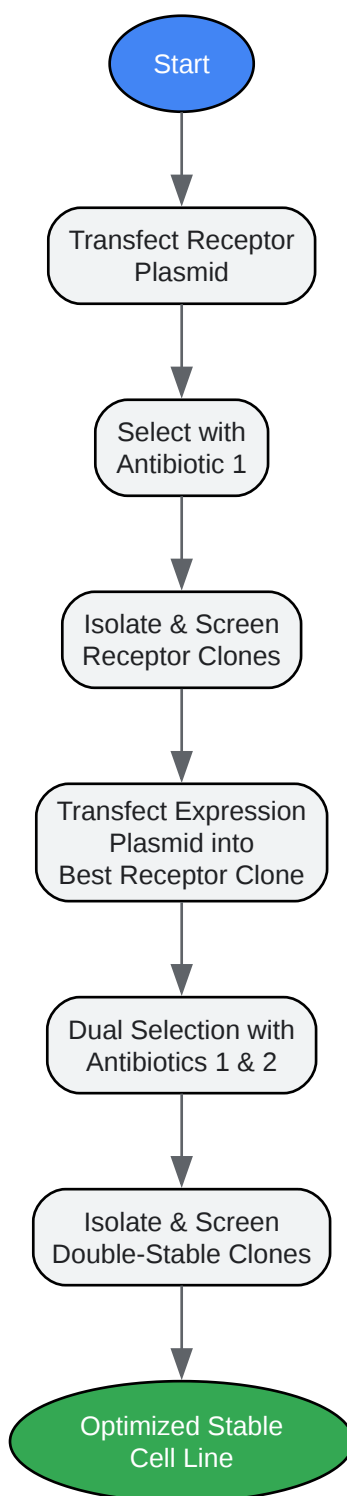 Start
Transfect Receptor
Plasmid
Select with
Antibiotic 1
Isolate & Screen
Receptor Clones
Transfect Expression
Plasmid into
Best Receptor Clone
Dual Selection with
Antibiotics 1 & 2
Isolate & Screen
Double-Stable Clones
Optimized Stable
Cell Line